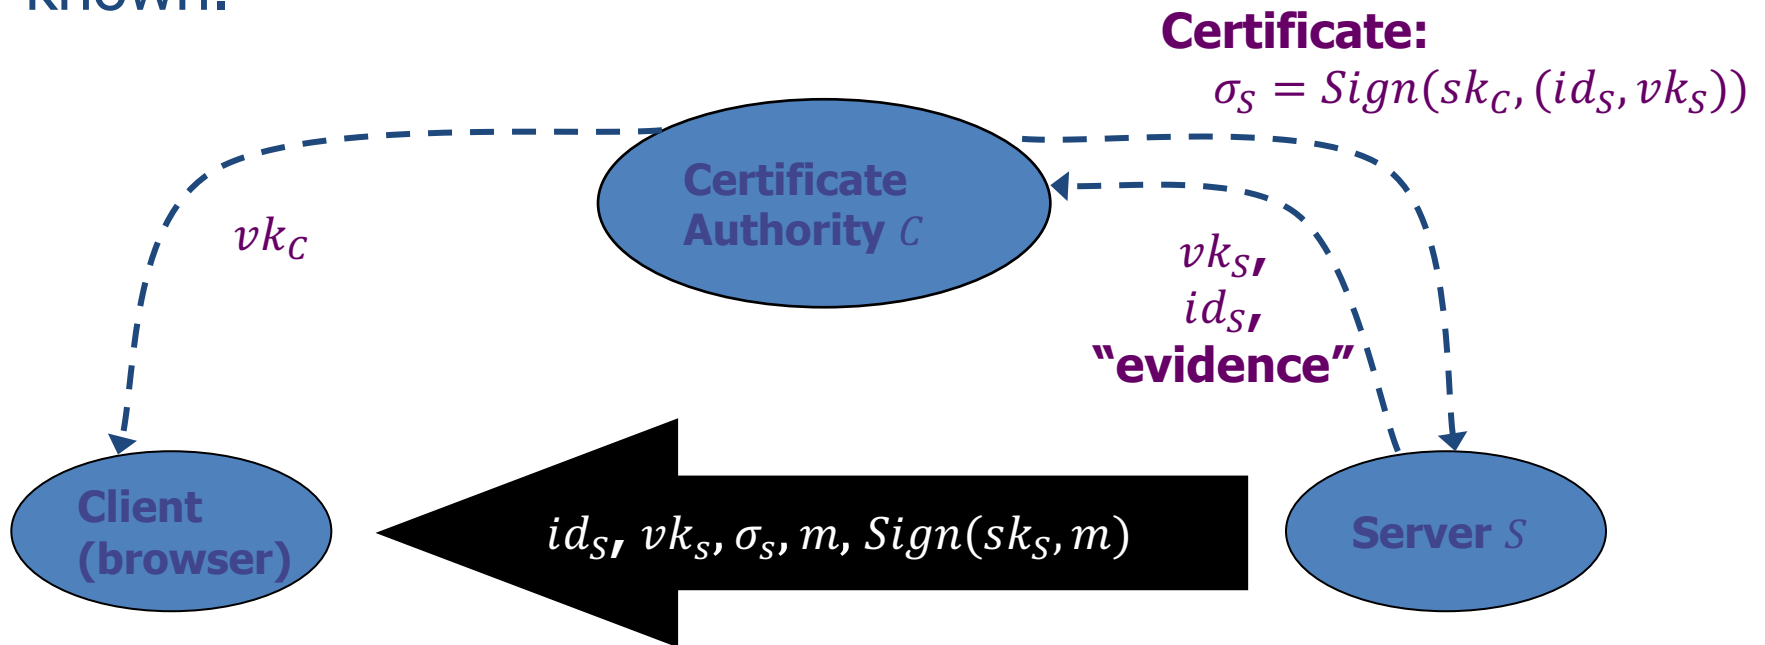 known.
Certificate:
σ_S = Sign(sk_C, (id_S, vk_S))
Certificate
Authority C
vk_C
vk_S,
id_S,
“evidence”
Client
(browser)
id_S, vk_s, σ_s, m, Sign(sk_S, m)
Server S